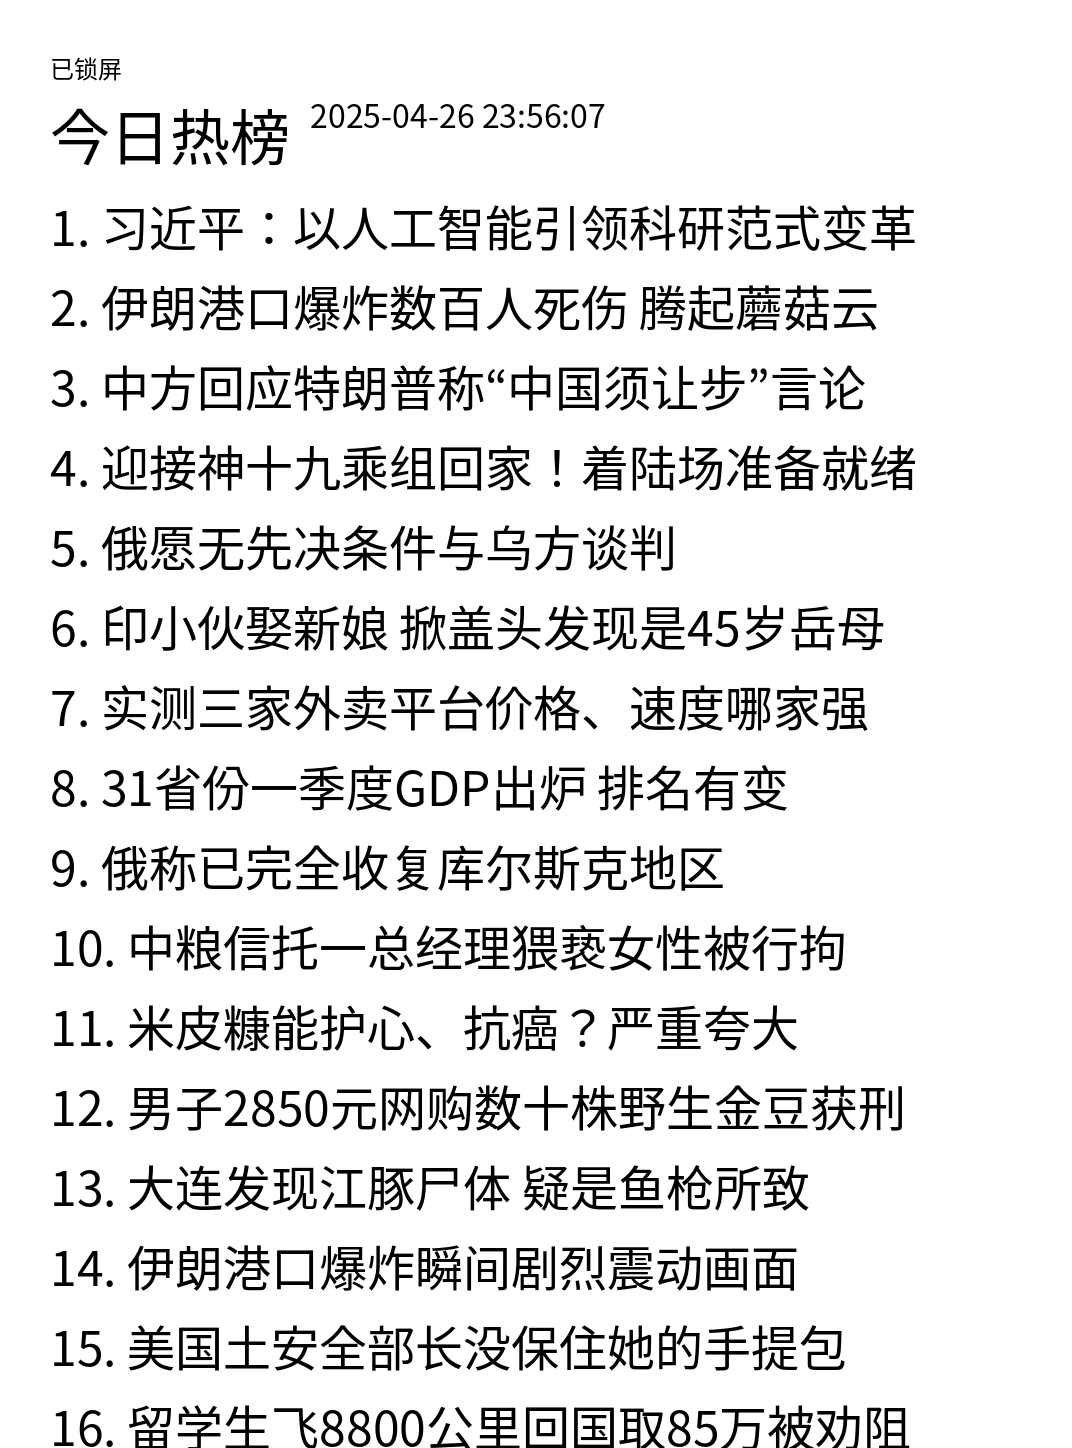 已锁屏
今日热榜 2025-04-26 23:56:07
1. 习近平：以人工智能引领科研范式变革
2. 伊朗港口爆炸数百人死伤 腾起蘑菇云
3. 中方回应特朗普称“中国须让步”言论
4. 迎接神十九乘组回家！着陆场准备就绪
5. 俄愿无先决条件与乌方谈判
6. 印小伙娶新娘 掀盖头发现是45岁岳母
7. 实测三家外卖平台价格、速度哪家强
8. 31省份一季度GDP出炉 排名有变
9. 俄称已完全收复库尔斯克地区
10. 中粮信托一总经理猥亵女性被行拘
11. 米皮糠能护心、抗癌？严重夸大
12. 男子2850元网购数十株野生金豆获刑
13. 大连发现江豚尸体 疑是鱼枪所致
14. 伊朗港口爆炸瞬间剧烈震动画面
15. 美国土安全部长没保住她的手提包
16. 留学生飞8800公里回国取85万被劝阻